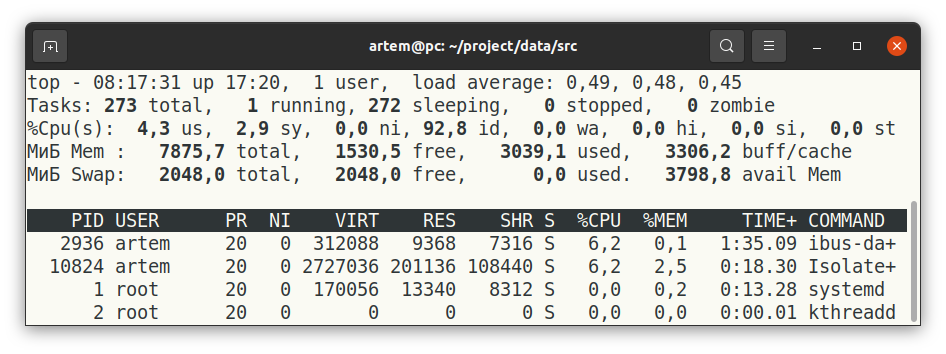 artem@pc: ~/project/data/src
top - 08:17:31 up 17:20,  1 user,  load average: 0,49, 0,48, 0,45
Tasks: 273 total,   1 running, 272 sleeping,   0 stopped,   0 zombie
%Cpu(s):  4,3 us,  2,9 sy,  0,0 ni, 92,8 id,  0,0 wa,  0,0 hi,  0,0 si,  0,0 st
МиБ Mem :   7875,7 total,   1530,5 free,   3039,1 used,   3306,2 buff/cache
МиБ Swap:   2048,0 total,   2048,0 free,      0,0 used.   3798,8 avail Mem
    PID USER      PR  NI    VIRT    RES    SHR S  %CPU  %MEM     TIME+ COMMAND
   2936 artem     20   0  312088   9368   7316 S   6,2   0,1   1:35.09 ibus-da+
  10824 artem     20   0 2727036 201136 108440 S   6,2   2,5   0:18.30 Isolate+
      1 root      20   0  170056  13340   8312 S   0,0   0,2   0:13.28 systemd
      2 root      20   0       0      0      0 S   0,0   0,0   0:00.01 kthreadd